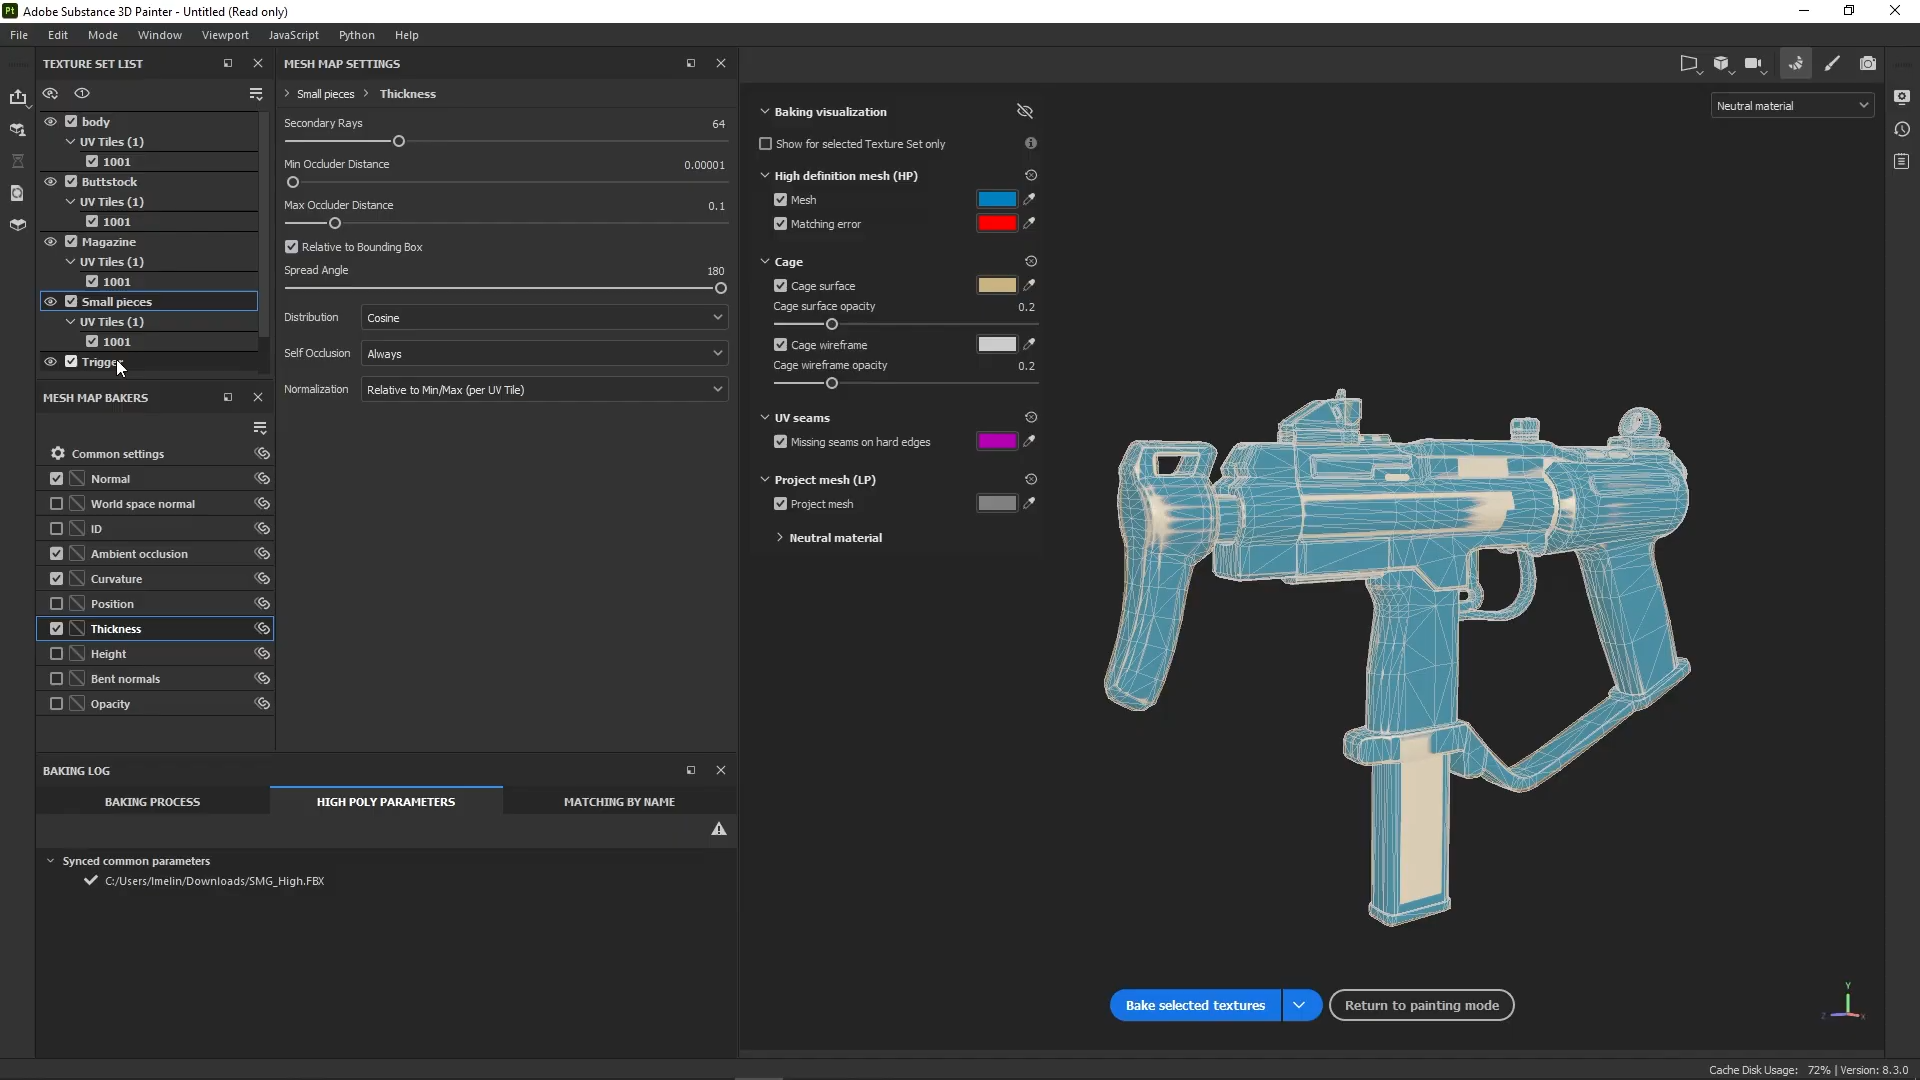 Pt Adobe Substance 3D Painter - Untitled (Read only)
File Edit Mode Window Viewport JavaScript Python Help
TEXTURE SET LIST
body
UV Tiles (1)
1001
Buttstock
UV Tiles (1)
1001
Magazine
UV Tiles (1)
1001
Small pieces
UV Tiles (1)
1001
Trigger
MESH MAP BAKERS
Common settings
Normal
World space normal
ID
Ambient occlusion
Curvature
Position
Thickness
Height
Bent normals
Opacity
MESH MAP SETTINGS
Small pieces > Thickness
Secondary Rays 64
Min Occluder Distance 0.00001
Max Occluder Distance 0.1
Relative to Bounding Box
Spread Angle 180
Distribution Cosine
Self Occlusion Always
Normalization Relative to Min/Max (per UV Tile)
BAKING LOG
BAKING PROCESS HIGH POLY PARAMETERS MATCHING BY NAME
Synced common parameters
C:/Users/lmelin/Downloads/SMG_High.FBX
Baking visualization
Show for selected Texture Set only
High definition mesh (HP)
Mesh
Matching error
Cage
Cage surface
Cage surface opacity 0.2
Cage wireframe
Cage wireframe opacity 0.2
UV seams
Missing seams on hard edges
Project mesh (LP)
Project mesh
Neutral material
Neutral material
Bake selected textures
Return to painting mode
Y
Z X
Cache Disk Usage: 72% | Version: 8.3.0